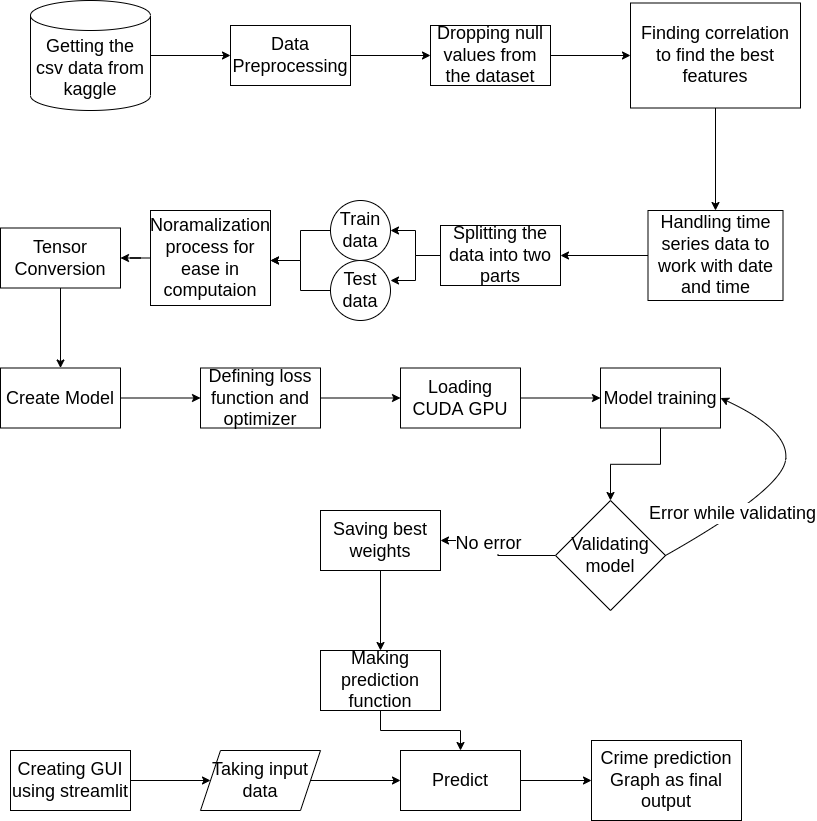 Getting the
csv data from
kaggle
Data
Preprocessing
Dropping null
values from
the dataset
Finding correlation
to find the best
features
Handling time
series data to
work with date
and time
Splitting the
data into two
parts
Train
data
Test
data
Noramalization
process for
ease in
computaion
Tensor
Conversion
Create Model
Defining loss
function and
optimizer
Loading
CUDA GPU
Model training
Error while validating
Validating
model
No error
Saving best
weights
Making
prediction
function
Creating GUI
using streamlit
Taking input
data
Predict
Crime prediction
Graph as final
output